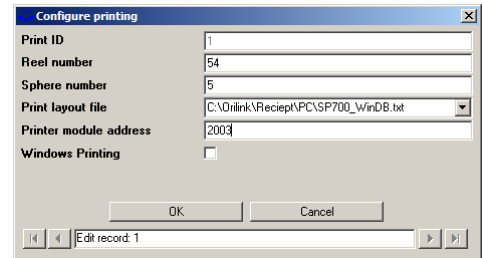 Configure printing
Print ID 1
Reel number 54
Sphere number 5
Print layout file C:\Orilink\Reciept\PC\SP700_WinDB.txt
Printer module address 2003
Windows Printing
OK Cancel
Edit record: 1